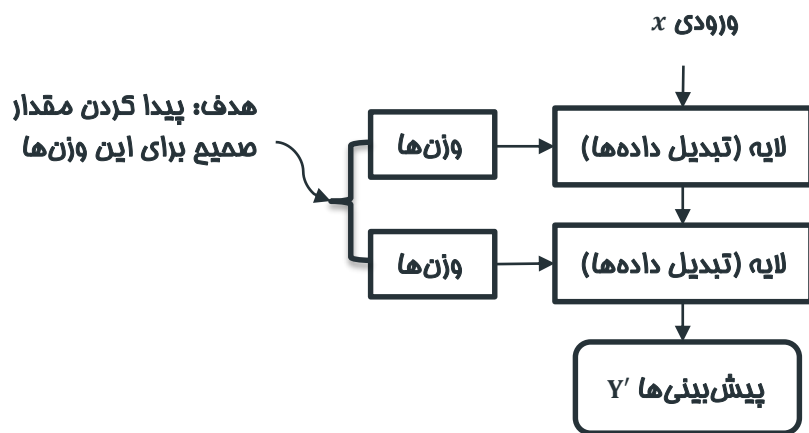 ورودی x
هدف: پیدا کردن مقدار
صحیح برای این وزن‌ها
وزن‌ها
لایه (تبدیل داده‌ها)
وزن‌ها
لایه (تبدیل داده‌ها)
پیش‌بینی‌ها Y′